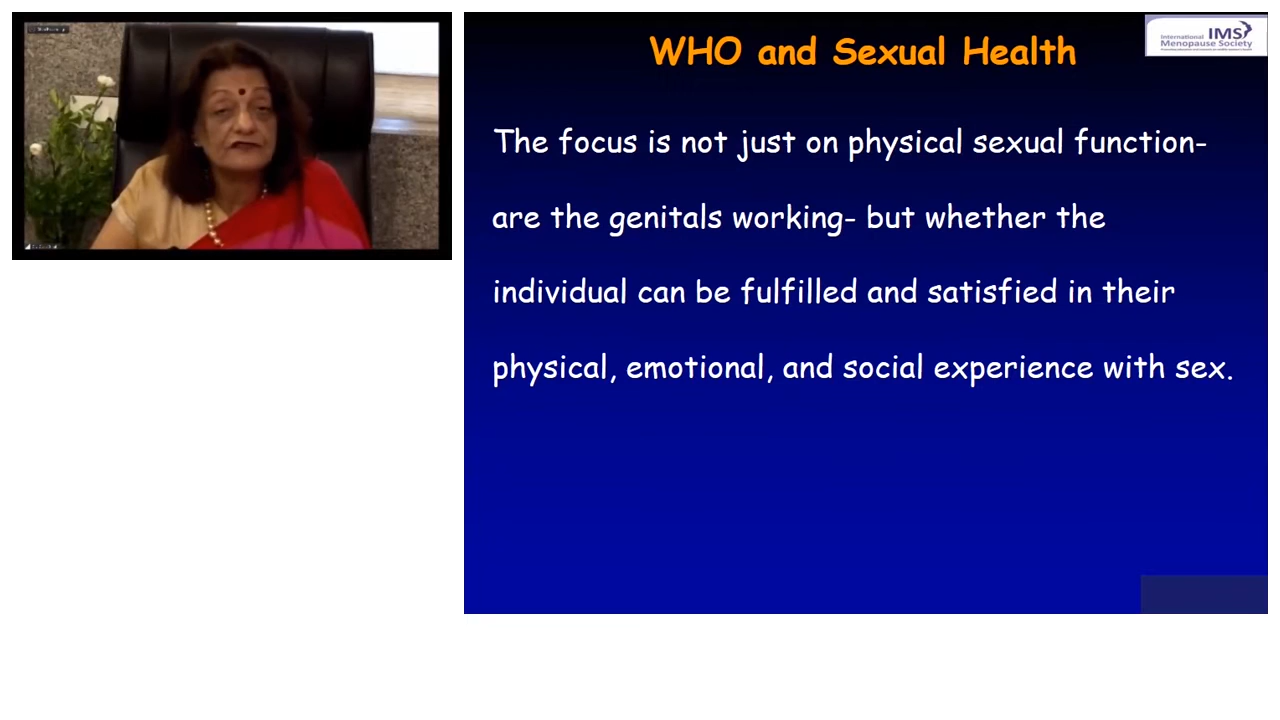 WHO and Sexual Health
International
Menopause Society
IMS
The focus is not just on physical sexual function-
are the genitals working- but whether the
individual can be fulfilled and satisfied in their
physical, emotional, and social experience with sex.